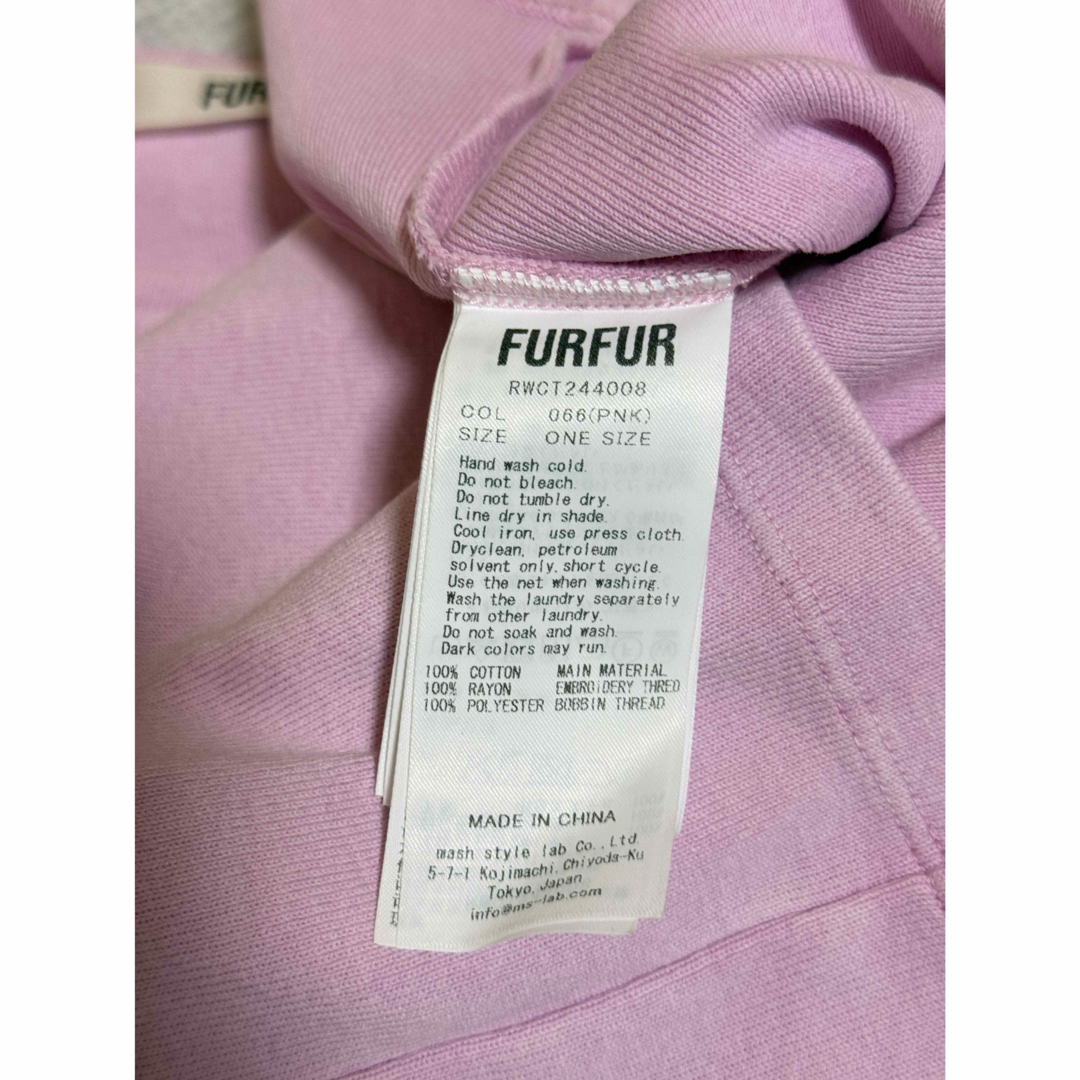 FUR
FURFUR
RWCT244008
COL 066(PNK)
SIZE ONE SIZE
Hand wash cold.
Do not bleach.
Do not tumble dry.
Line dry in shade.
Cool iron, use press cloth.
Dryclean, petroleum
solvent only, short cycle.
Use the net when washing.
Wash the laundry separately
from other laundry.
Do not soak and wash.
Dark colors may run.
100% COTTON MAIN MATERIAL
100% RAYON EMBROIDERY THRED
100% POLYESTER BOBBIN THREAD
MADE IN CHINA
mash style lab Co., Ltd.
5-7-1 Kojimachi, Chiyoda-Ku
Tokyo, Japan
info@ms-lab.com